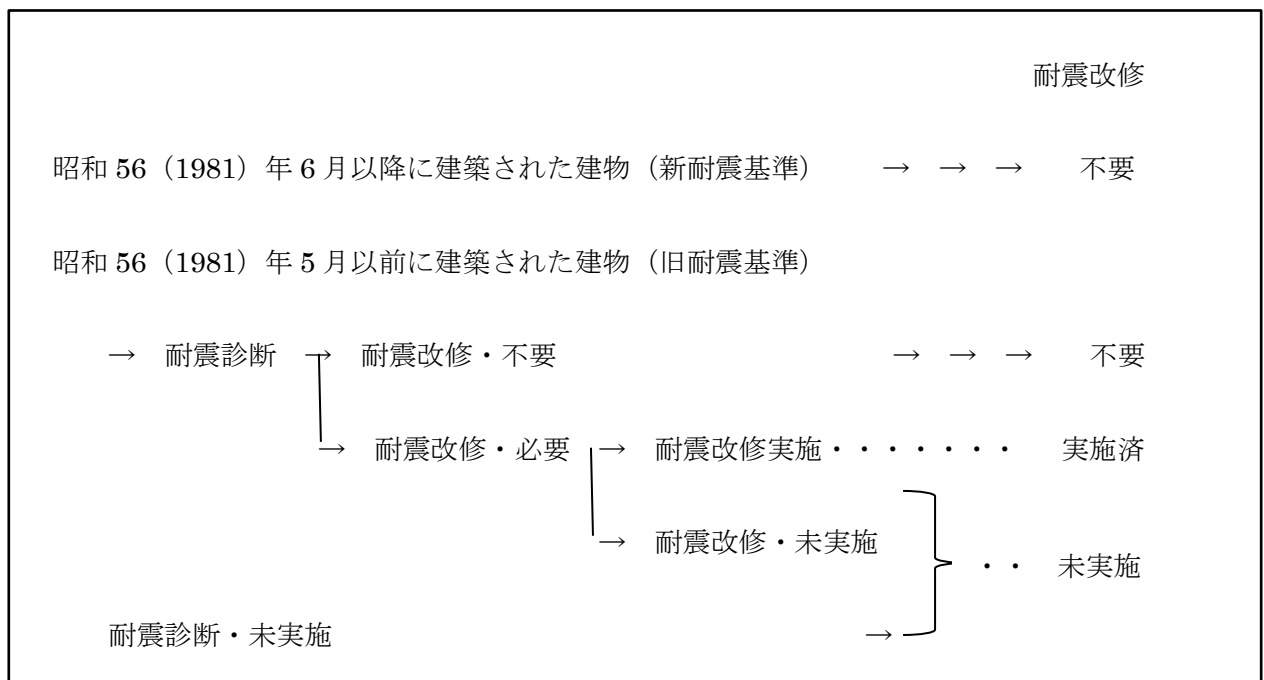 耐震改修
昭和 56（1981）年 6 月以降に建築された建物（新耐震基準） → → → 不要
昭和 56（1981）年 5 月以前に建築された建物（旧耐震基準）
→ 耐震診断 → 耐震改修・不要 → → → 不要
→ 耐震改修・必要 → 耐震改修実施・・・・・・・ 実施済
→ 耐震改修・未実施
・・ 未実施
耐震診断・未実施 →